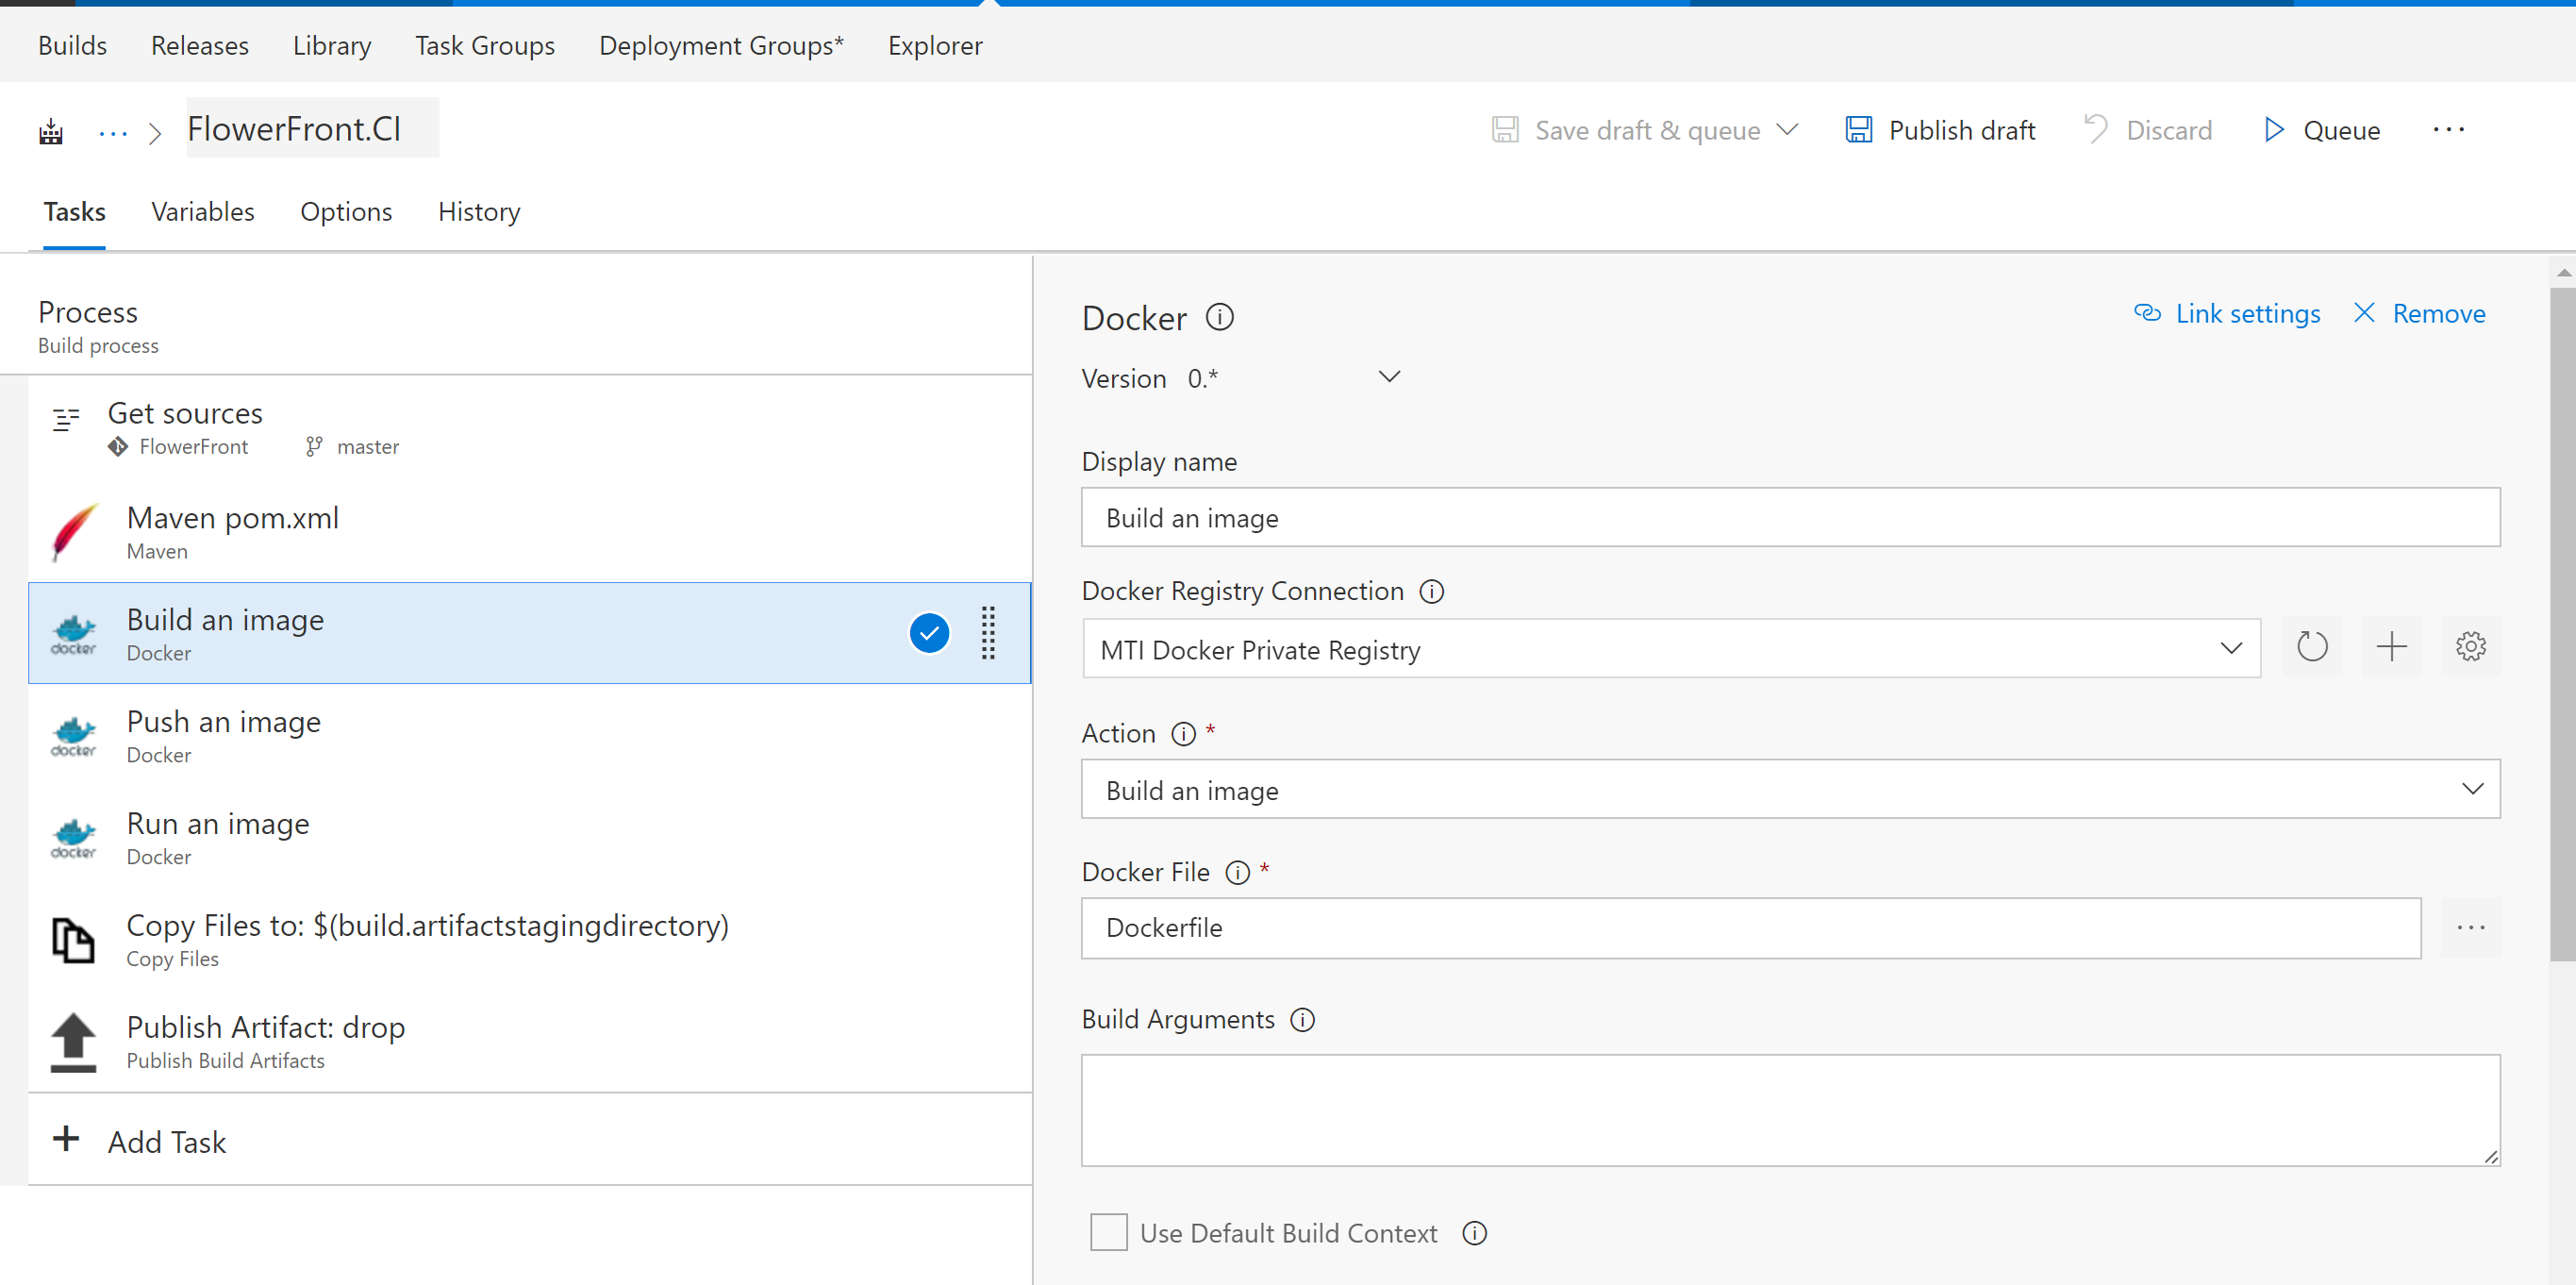 Builds Releases Library Task Groups Deployment Groups* Explorer
FlowerFront.CI
Save draft & queue Publish draft Discard Queue
Tasks Variables Options History
Process
Build process
Get sources
FlowerFront master
Maven pom.xml
Maven
docker
Build an image
Docker
docker
Push an image
Docker
docker
Run an image
Docker
Copy Files to: $(build.artifactstagingdirectory)
Copy Files
Publish Artifact: drop
Publish Build Artifacts
+ Add Task
Docker
Link settings Remove
Version 0.*
Display name
Build an image
Docker Registry Connection
MTI Docker Private Registry
Action *
Build an image
Docker File *
Dockerfile
Build Arguments
Use Default Build Context